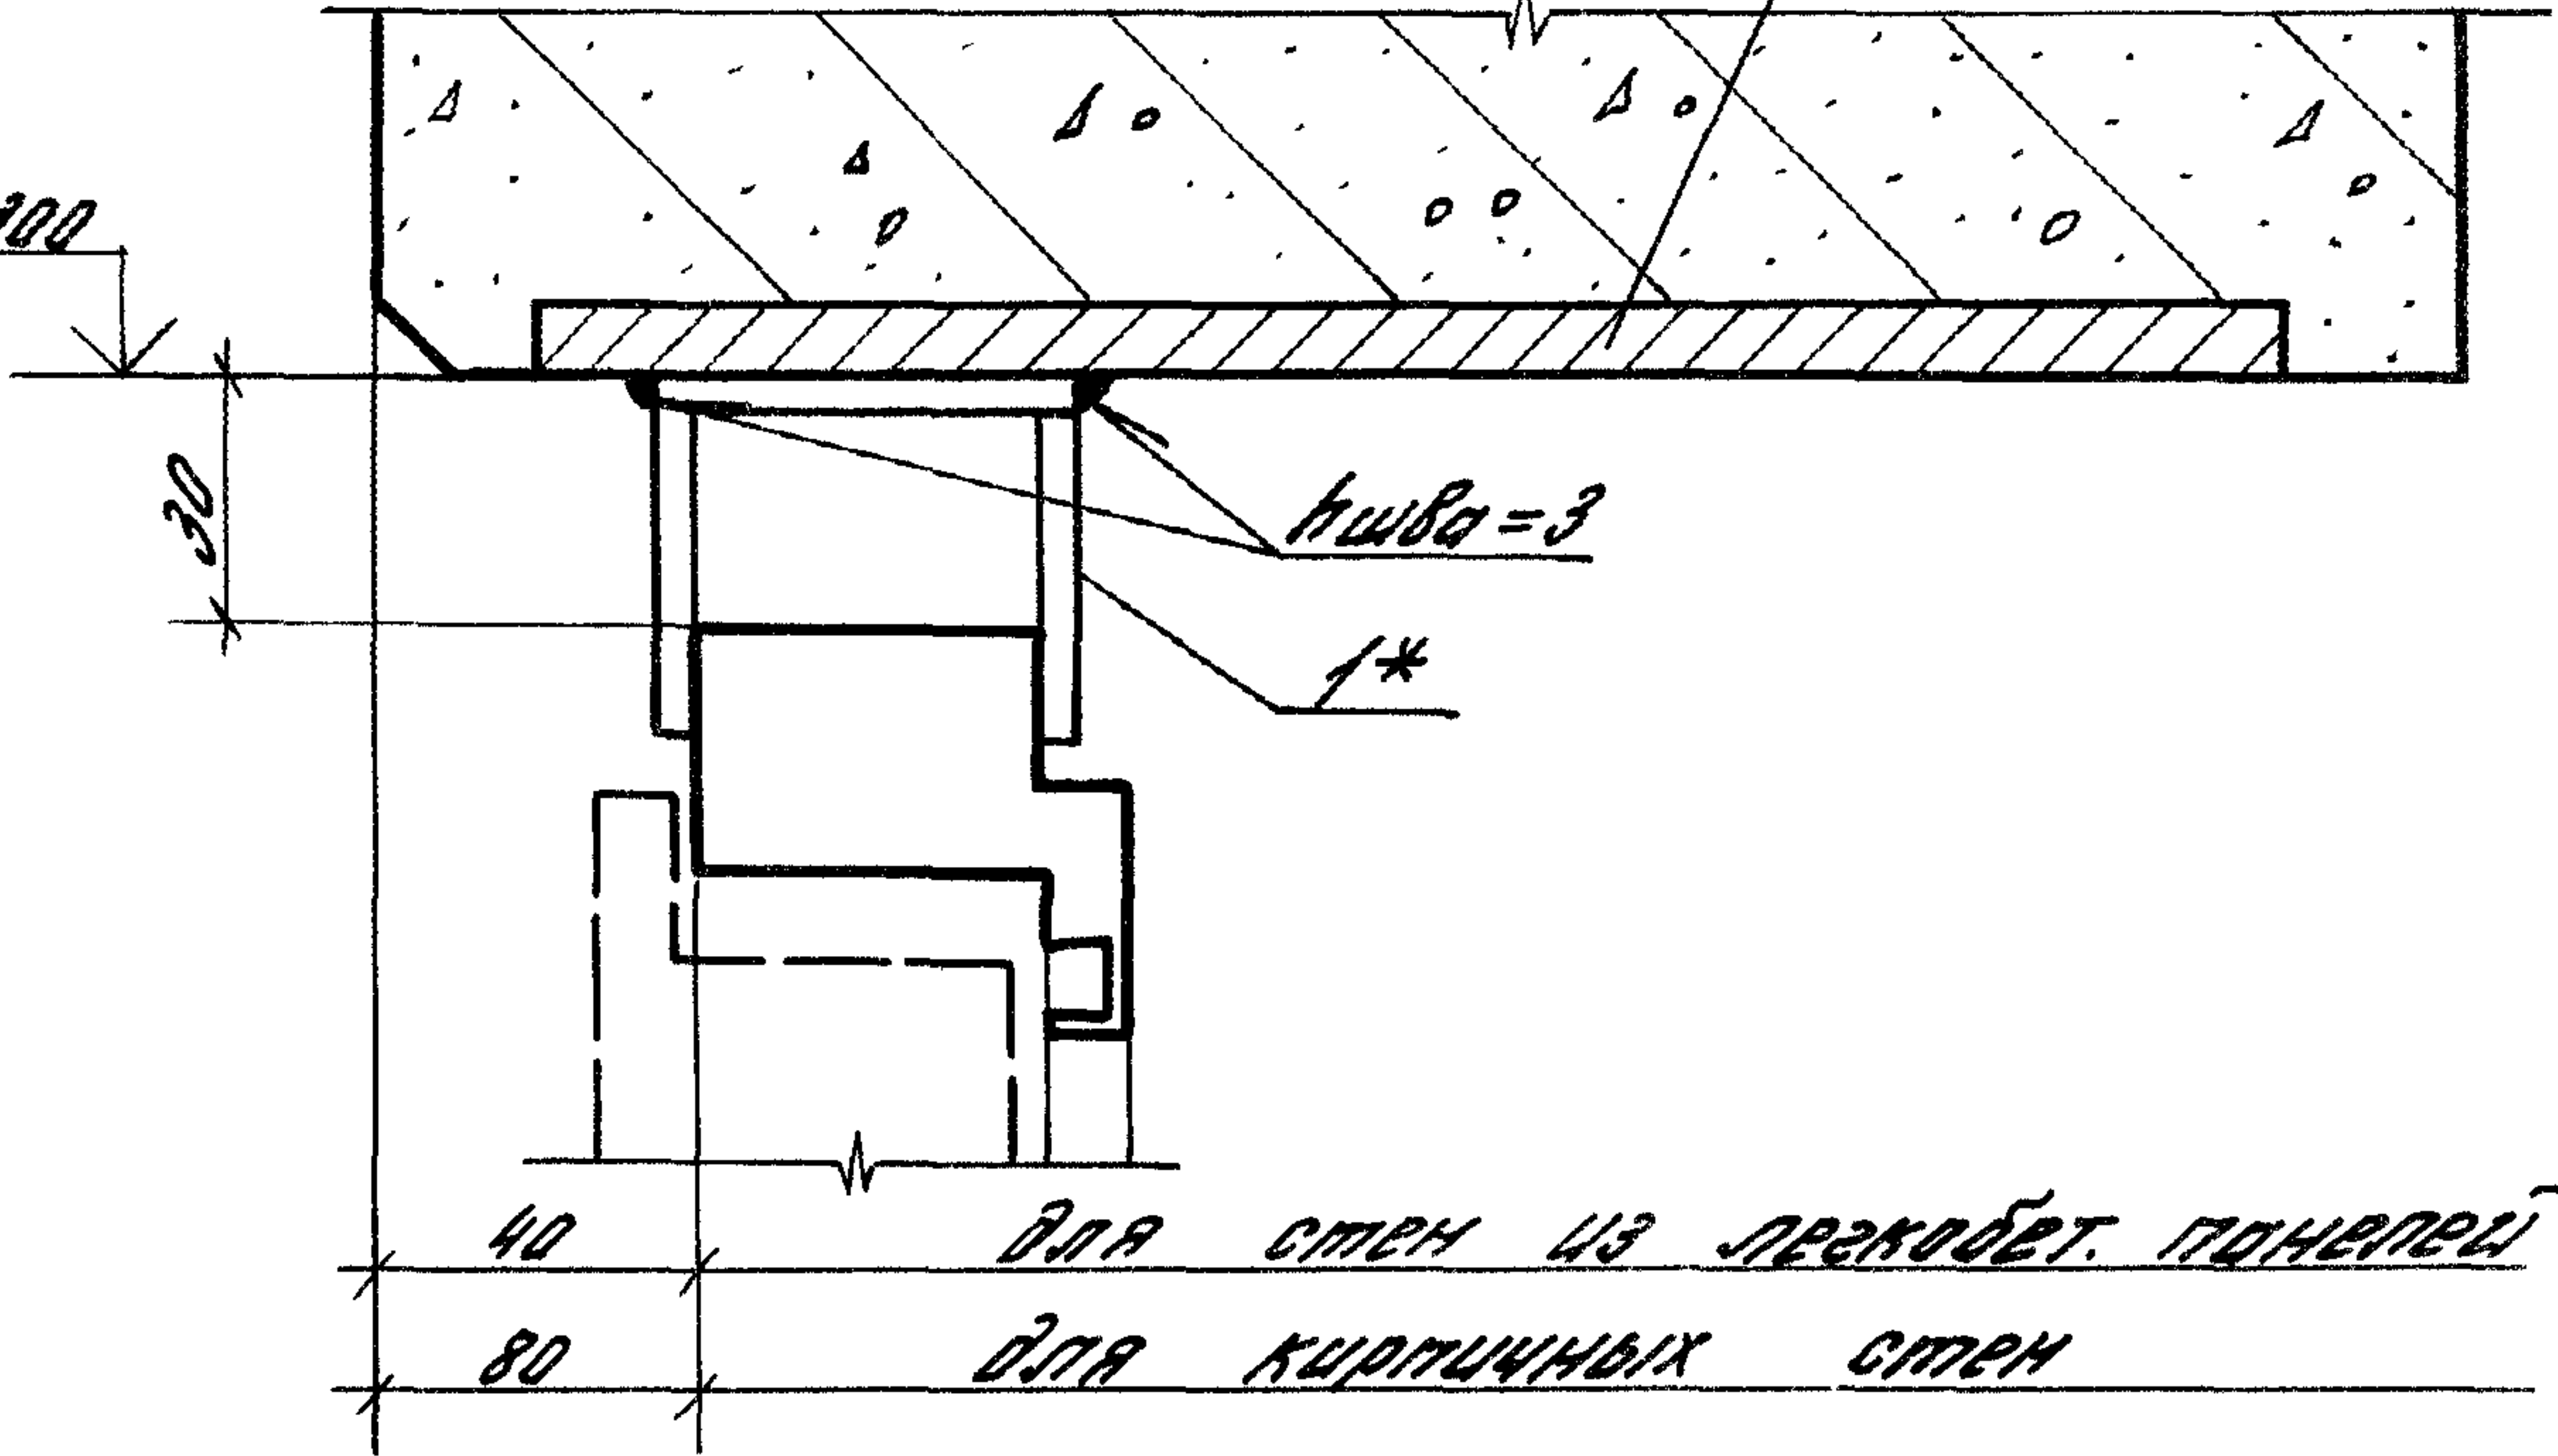 30
hшва=3
1*
40 для стен из легкобет. панелей
80 для кирпичных стен